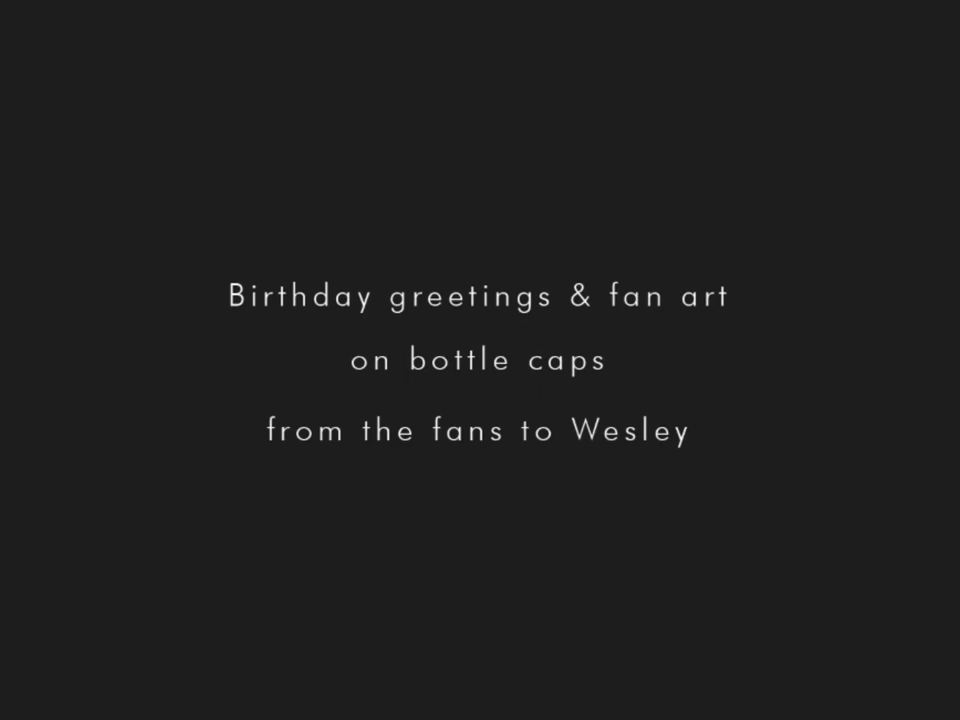 Birthday greetings & fan art
on bottle caps
from the fans to Wesley